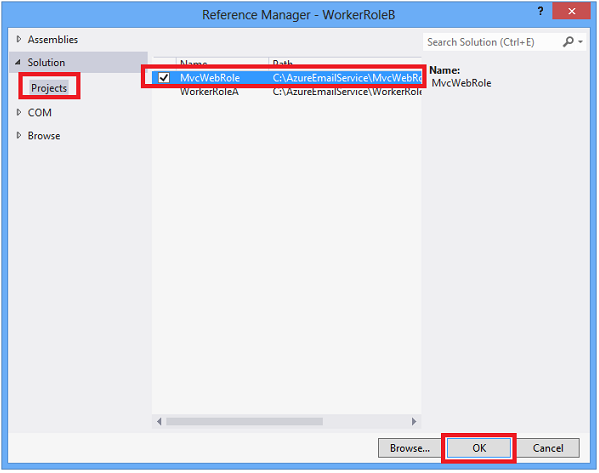 Reference Manager - WorkerRoleB
?
Assemblies
Solution
Projects
COM
Browse
Name Path
MvcWebRole C:\AzureEmailService\MvcWebRo
WorkerRoleA C:\AzureEmailService\WorkerRole
Search Solution (Ctrl+E)
Name:
MvcWebRole
Browse... OK Cancel